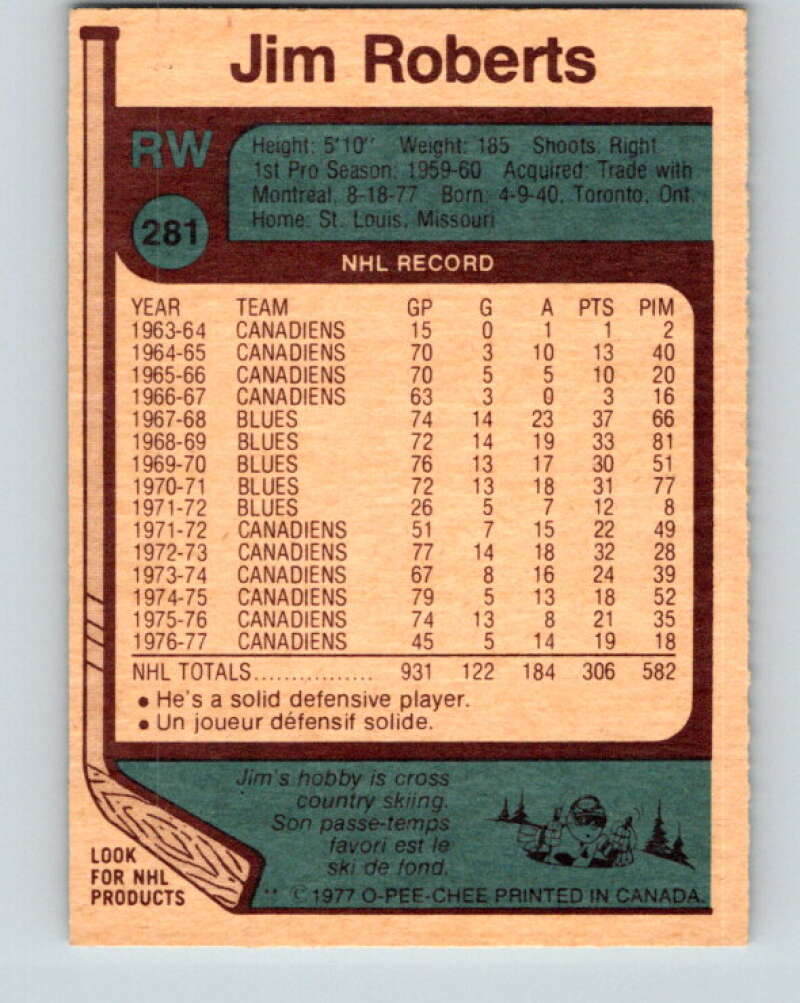 Jim Roberts
RW
Height: 5'10" Weight: 185 Shoots: Right
1st Pro Season: 1959-60 Acquired: Trade with
Montreal, 8-18-77 Born: 4-9-40, Toronto, Ont.
Home: St. Louis, Missouri
281
NHL RECORD
YEAR TEAM GP G A PTS PIM
1963-64 CANADIENS 15 0 1 1 2
1964-65 CANADIENS 70 3 10 13 40
1965-66 CANADIENS 70 5 5 10 20
1966-67 CANADIENS 63 3 0 3 16
1967-68 BLUES 74 14 23 37 66
1968-69 BLUES 72 14 19 33 81
1969-70 BLUES 76 13 17 30 51
1970-71 BLUES 72 13 18 31 77
1971-72 BLUES 26 5 7 12 8
1971-72 CANADIENS 51 7 15 22 49
1972-73 CANADIENS 77 14 18 32 28
1973-74 CANADIENS 67 8 16 24 39
1974-75 CANADIENS 79 5 13 18 52
1975-76 CANADIENS 74 13 8 21 35
1976-77 CANADIENS 45 5 14 19 18
NHL TOTALS................ 931 122 184 306 582
• He's a solid defensive player.
• Un joueur défensif solide.
Jim's hobby is cross
country skiing.
Son passe-temps
favori est le
ski de fond.
LOOK
FOR NHL
PRODUCTS
** © 1977 O-PEE-CHEE PRINTED IN CANADA.